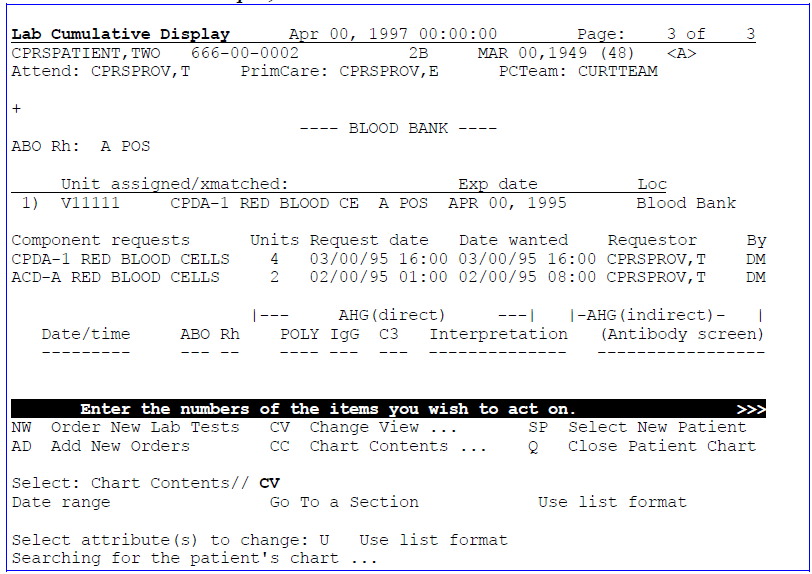 Lab Cumulative Display Apr 00, 1997 00:00:00 Page: 3 of 3
CPRSPATIENT,TWO 666-00-0002 2B MAR 00,1949 (48) <A>
Attend: CPRSPROV,T PrimCare: CPRSPROV,E PCTeam: CURTTEAM
+
---- BLOOD BANK ----
ABO Rh: A POS
Unit assigned/xmatched: Exp date Loc
1) V11111 CPDA-1 RED BLOOD CE A POS APR 00, 1995 Blood Bank
Component requests Units Request date Date wanted Requestor By
CPDA-1 RED BLOOD CELLS 4 03/00/95 16:00 03/00/95 16:00 CPRSPROV,T DM
ACD-A RED BLOOD CELLS 2 02/00/95 01:00 02/00/95 08:00 CPRSPROV,T DM
|--- AHG(direct) ---| |-AHG(indirect)- |
Date/time ABO Rh POLY IgG C3 Interpretation (Antibody screen)
--------- --- -- ---- --- --- -------------- -----------------
Enter the numbers of the items you wish to act on. >>>
NW Order New Lab Tests CV Change View ... SP Select New Patient
AD Add New Orders CC Chart Contents ... Q Close Patient Chart
Select: Chart Contents// CV
Date range Go To a Section Use list format
Select attribute(s) to change: U Use list format
Searching for the patient's chart ...